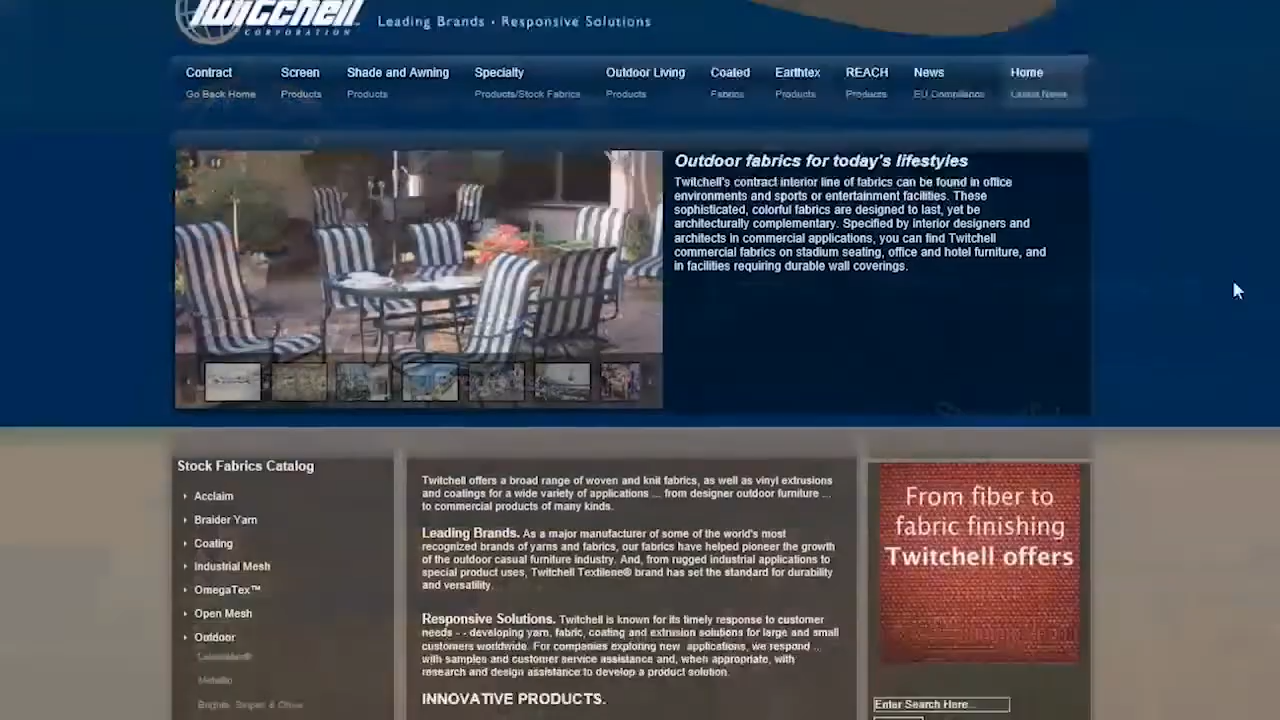 Twitchell
CORPORATION
Leading Brands • Responsive Solutions
Contract Screen Shade and Awning Specialty Outdoor Living Coated Earthtex REACH News Home
Go Back Home Products Products Products/Stock Fabrics Products Fabrics Products Products EU Compliance Latest News
Outdoor fabrics for today's lifestyles
Twitchell's contract interior line of fabrics can be found in office
environments and sports or entertainment facilities. These
sophisticated, colorful fabrics are designed to last, yet be
architecturally complementary. Specified by interior designers and
architects in commercial applications, you can find Twitchell
commercial fabrics on stadium seating, office and hotel furniture, and
in facilities requiring durable wall coverings.
Stock Fabrics Catalog
Acclaim
Braider Yarn
Coating
Industrial Mesh
OmegaTex™
Open Mesh
Outdoor
Metallic
Twitchell offers a broad range of woven and knit fabrics, as well as vinyl extrusions
and coatings for a wide variety of applications ... from designer outdoor furniture ...
to commercial products of many kinds.
Leading Brands. As a major manufacturer of some of the world's most
recognized brands of yarns and fabrics, our fabrics have helped pioneer the growth
of the outdoor casual furniture industry. And, from rugged industrial applications to
special product uses, Twitchell Textilene® brand has set the standard for durability
and versatility.
Responsive Solutions. Twitchell is known for its timely response to customer
needs - - developing yarn, fabric, coating and extrusion solutions for large and small
customers worldwide. For companies exploring new applications, we respond ...
with samples and customer service assistance and, when appropriate, with
research and design assistance to develop a product solution.
INNOVATIVE PRODUCTS.
From fiber to
fabric finishing
Twitchell offers
Enter Search Here...